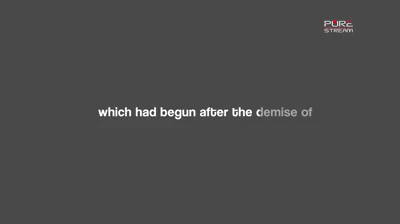 PURE
STREAM
which had begun after the demise of